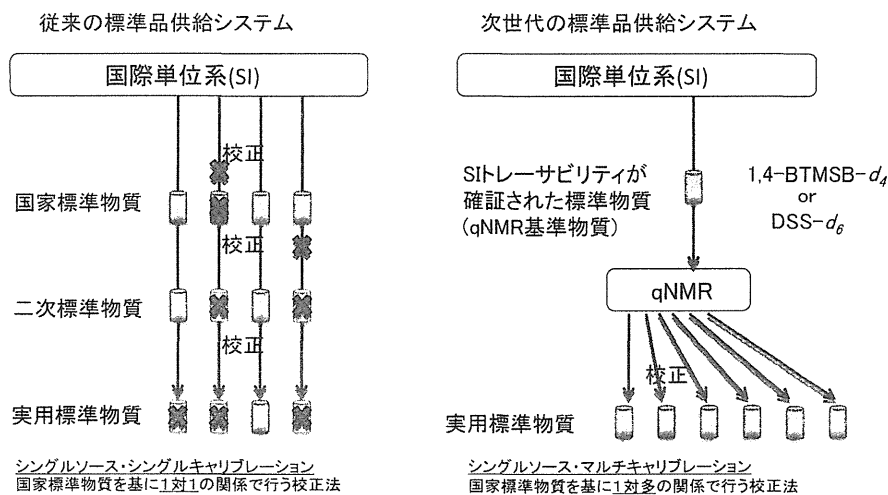 従来の標準品供給システム
国際単位系(SI)
校正
国家標準物質
校正
二次標準物質
校正
実用標準物質
シングルソース・シングルキャリブレーション
国家標準物質を基に1対1の関係で行う校正法
次世代の標準品供給システム
国際単位系(SI)
SIトレーサビリティが
確証された標準物質
(qNMR基準物質)
1,4-BTMSB-d4
or
DSS-d6
qNMR
校正
実用標準物質
シングルソース・マルチキャリブレーション
国家標準物質を基に1対多の関係で行う校正法